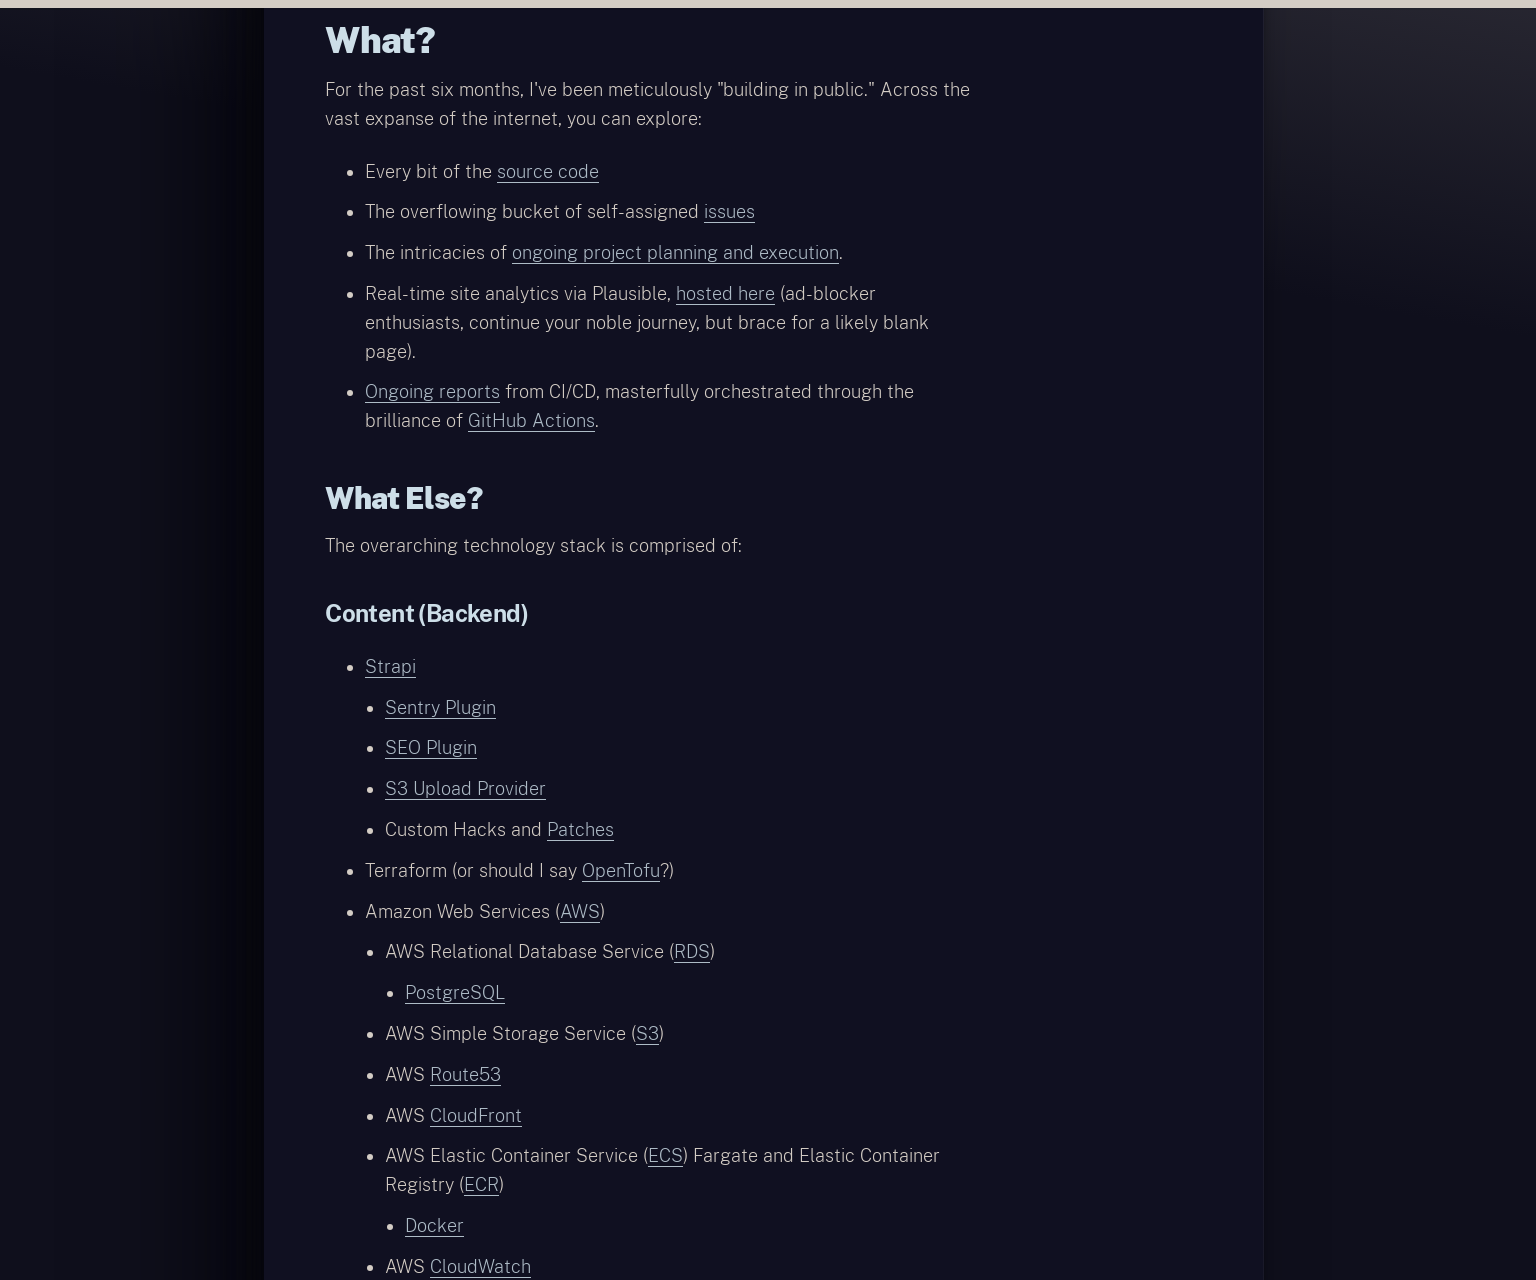 What?
For the past six months, I've been meticulously "building in public." Across the
vast expanse of the internet, you can explore:
Every bit of the source code
The overflowing bucket of self-assigned issues
The intricacies of ongoing project planning and execution.
Real-time site analytics via Plausible, hosted here (ad-blocker
enthusiasts, continue your noble journey, but brace for a likely blank
page).
Ongoing reports from CI/CD, masterfully orchestrated through the
brilliance of GitHub Actions.
What Else?
The overarching technology stack is comprised of:
Content (Backend)
Strapi
Sentry Plugin
SEO Plugin
S3 Upload Provider
Custom Hacks and Patches
Terraform (or should I say OpenTofu?)
Amazon Web Services (AWS)
AWS Relational Database Service (RDS)
PostgreSQL
AWS Simple Storage Service (S3)
AWS Route53
AWS CloudFront
AWS Elastic Container Service (ECS) Fargate and Elastic Container
Registry (ECR)
Docker
AWS CloudWatch